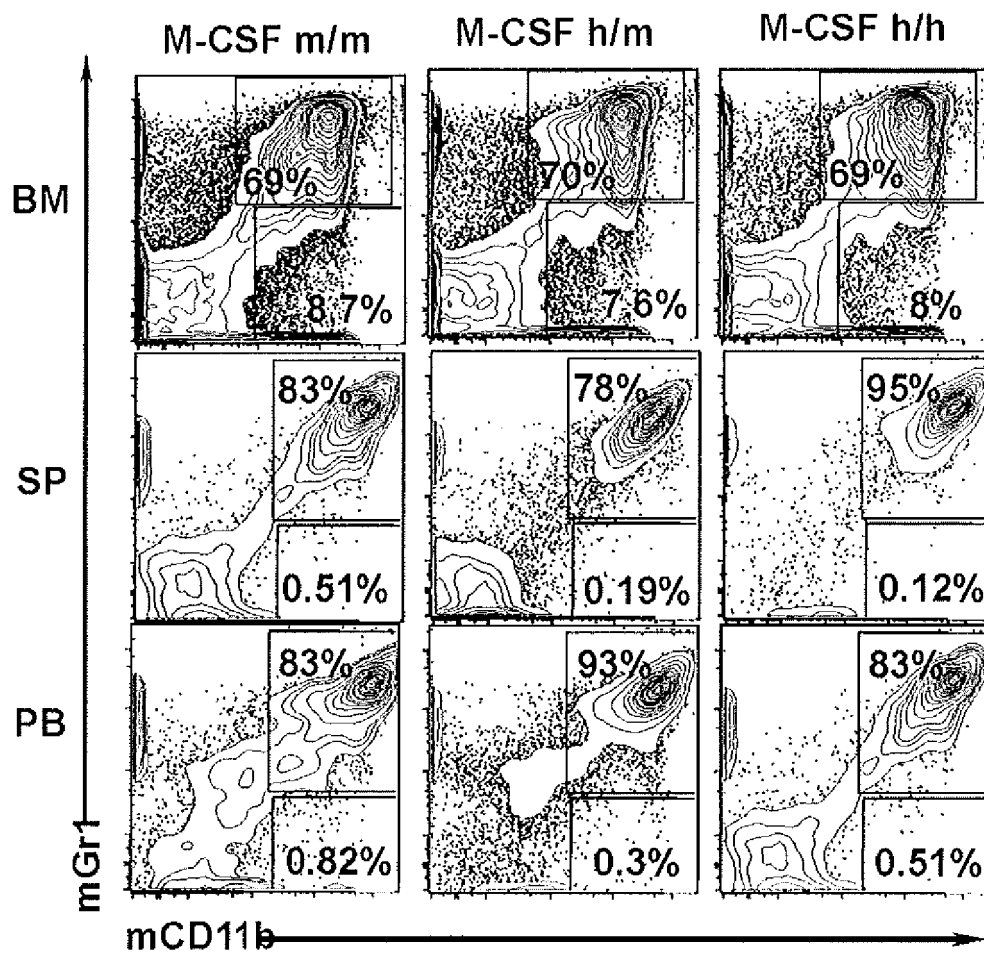 M-CSF m/m M-CSF h/m M-CSF h/h
BM
69% 70% 69%
8.7% 7.6% 8%
SP
83% 78% 95%
0.51% 0.19% 0.12%
PB
83% 93% 83%
0.82% 0.3% 0.51%
mGr1
mCD11b